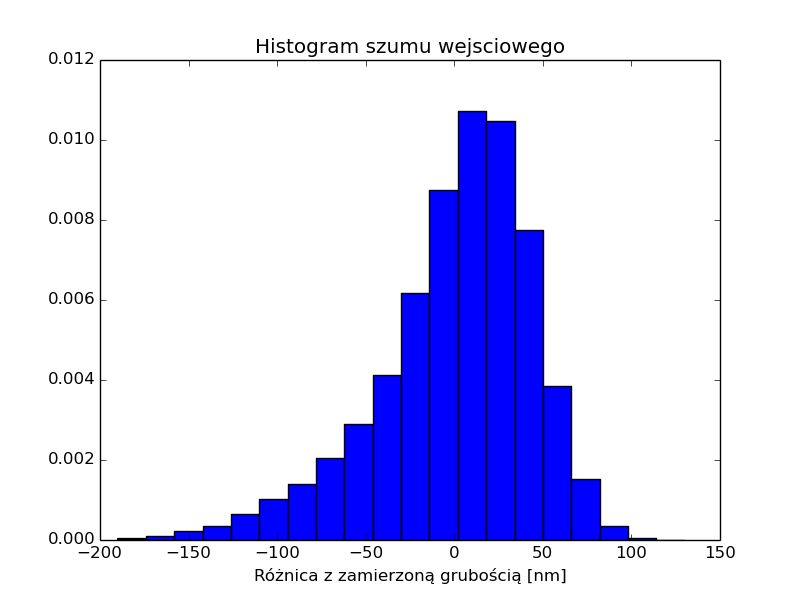 Histogram szumu wejsciowego
0.012
0.010
0.008
0.006
0.004
0.002
0.000
−200 −150 −100 −50 0 50 100 150
Różnica z zamierzoną grubością [nm]